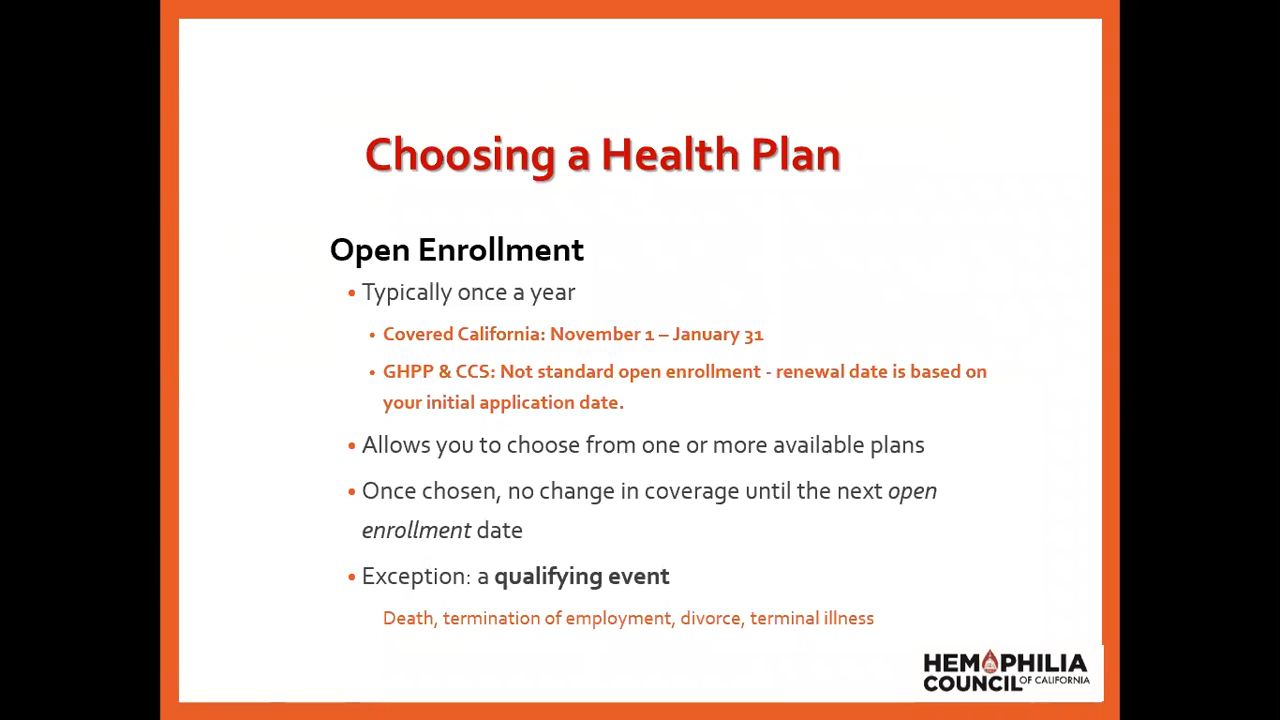 Choosing a Health Plan
Open Enrollment
• Typically once a year
• Covered California: November 1 – January 31
• GHPP & CCS: Not standard open enrollment - renewal date is based on
your initial application date.
• Allows you to choose from one or more available plans
• Once chosen, no change in coverage until the next open
enrollment date
• Exception: a qualifying event
Death, termination of employment, divorce, terminal illness
HEMOPHILIA
COUNCIL OF CALIFORNIA